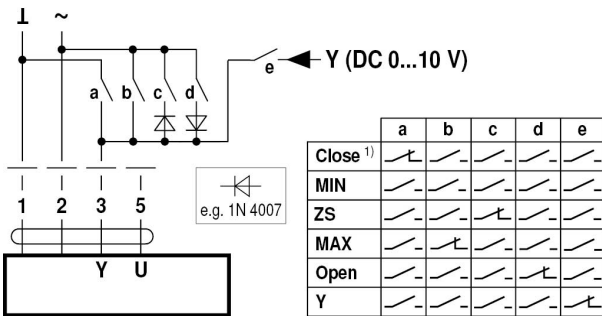 ⊥ ~
e Y (DC 0...10 V)
a b c d
1 2 3 5
e.g. 1N 4007
Y U
a b c d e
Close 1)
MIN
ZS
MAX
Open
Y